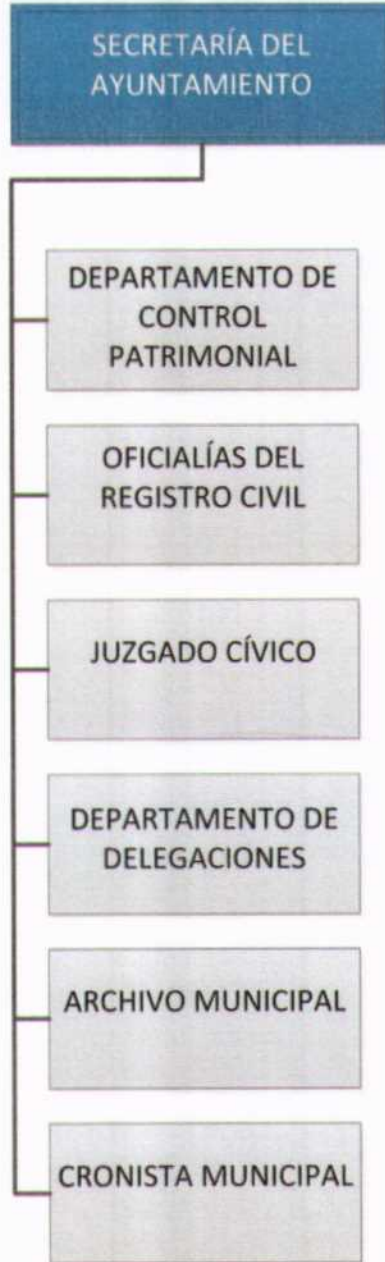 SECRETARÍA DEL
AYUNTAMIENTO
DEPARTAMENTO DE
CONTROL
PATRIMONIAL
OFICIALÍAS DEL
REGISTRO CIVIL
JUZGADO CÍVICO
DEPARTAMENTO DE
DELEGACIONES
ARCHIVO MUNICIPAL
CRONISTA MUNICIPAL